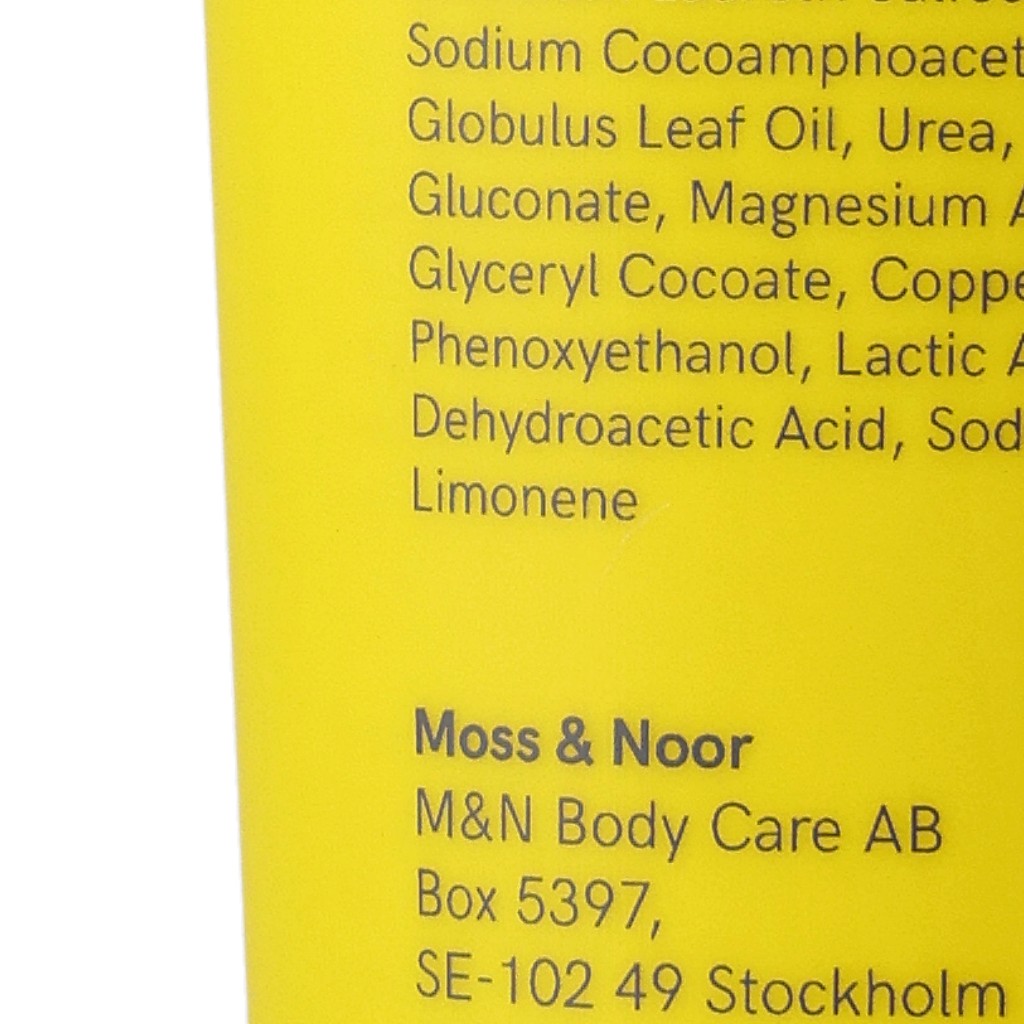 Sodium Cocoamphoacet
Globulus Leaf Oil, Urea,
Gluconate, Magnesium A
Glyceryl Cocoate, Coppe
Phenoxyethanol, Lactic A
Dehydroacetic Acid, Sod
Limonene
Moss & Noor
M&N Body Care AB
Box 5397,
SE-102 49 Stockholm